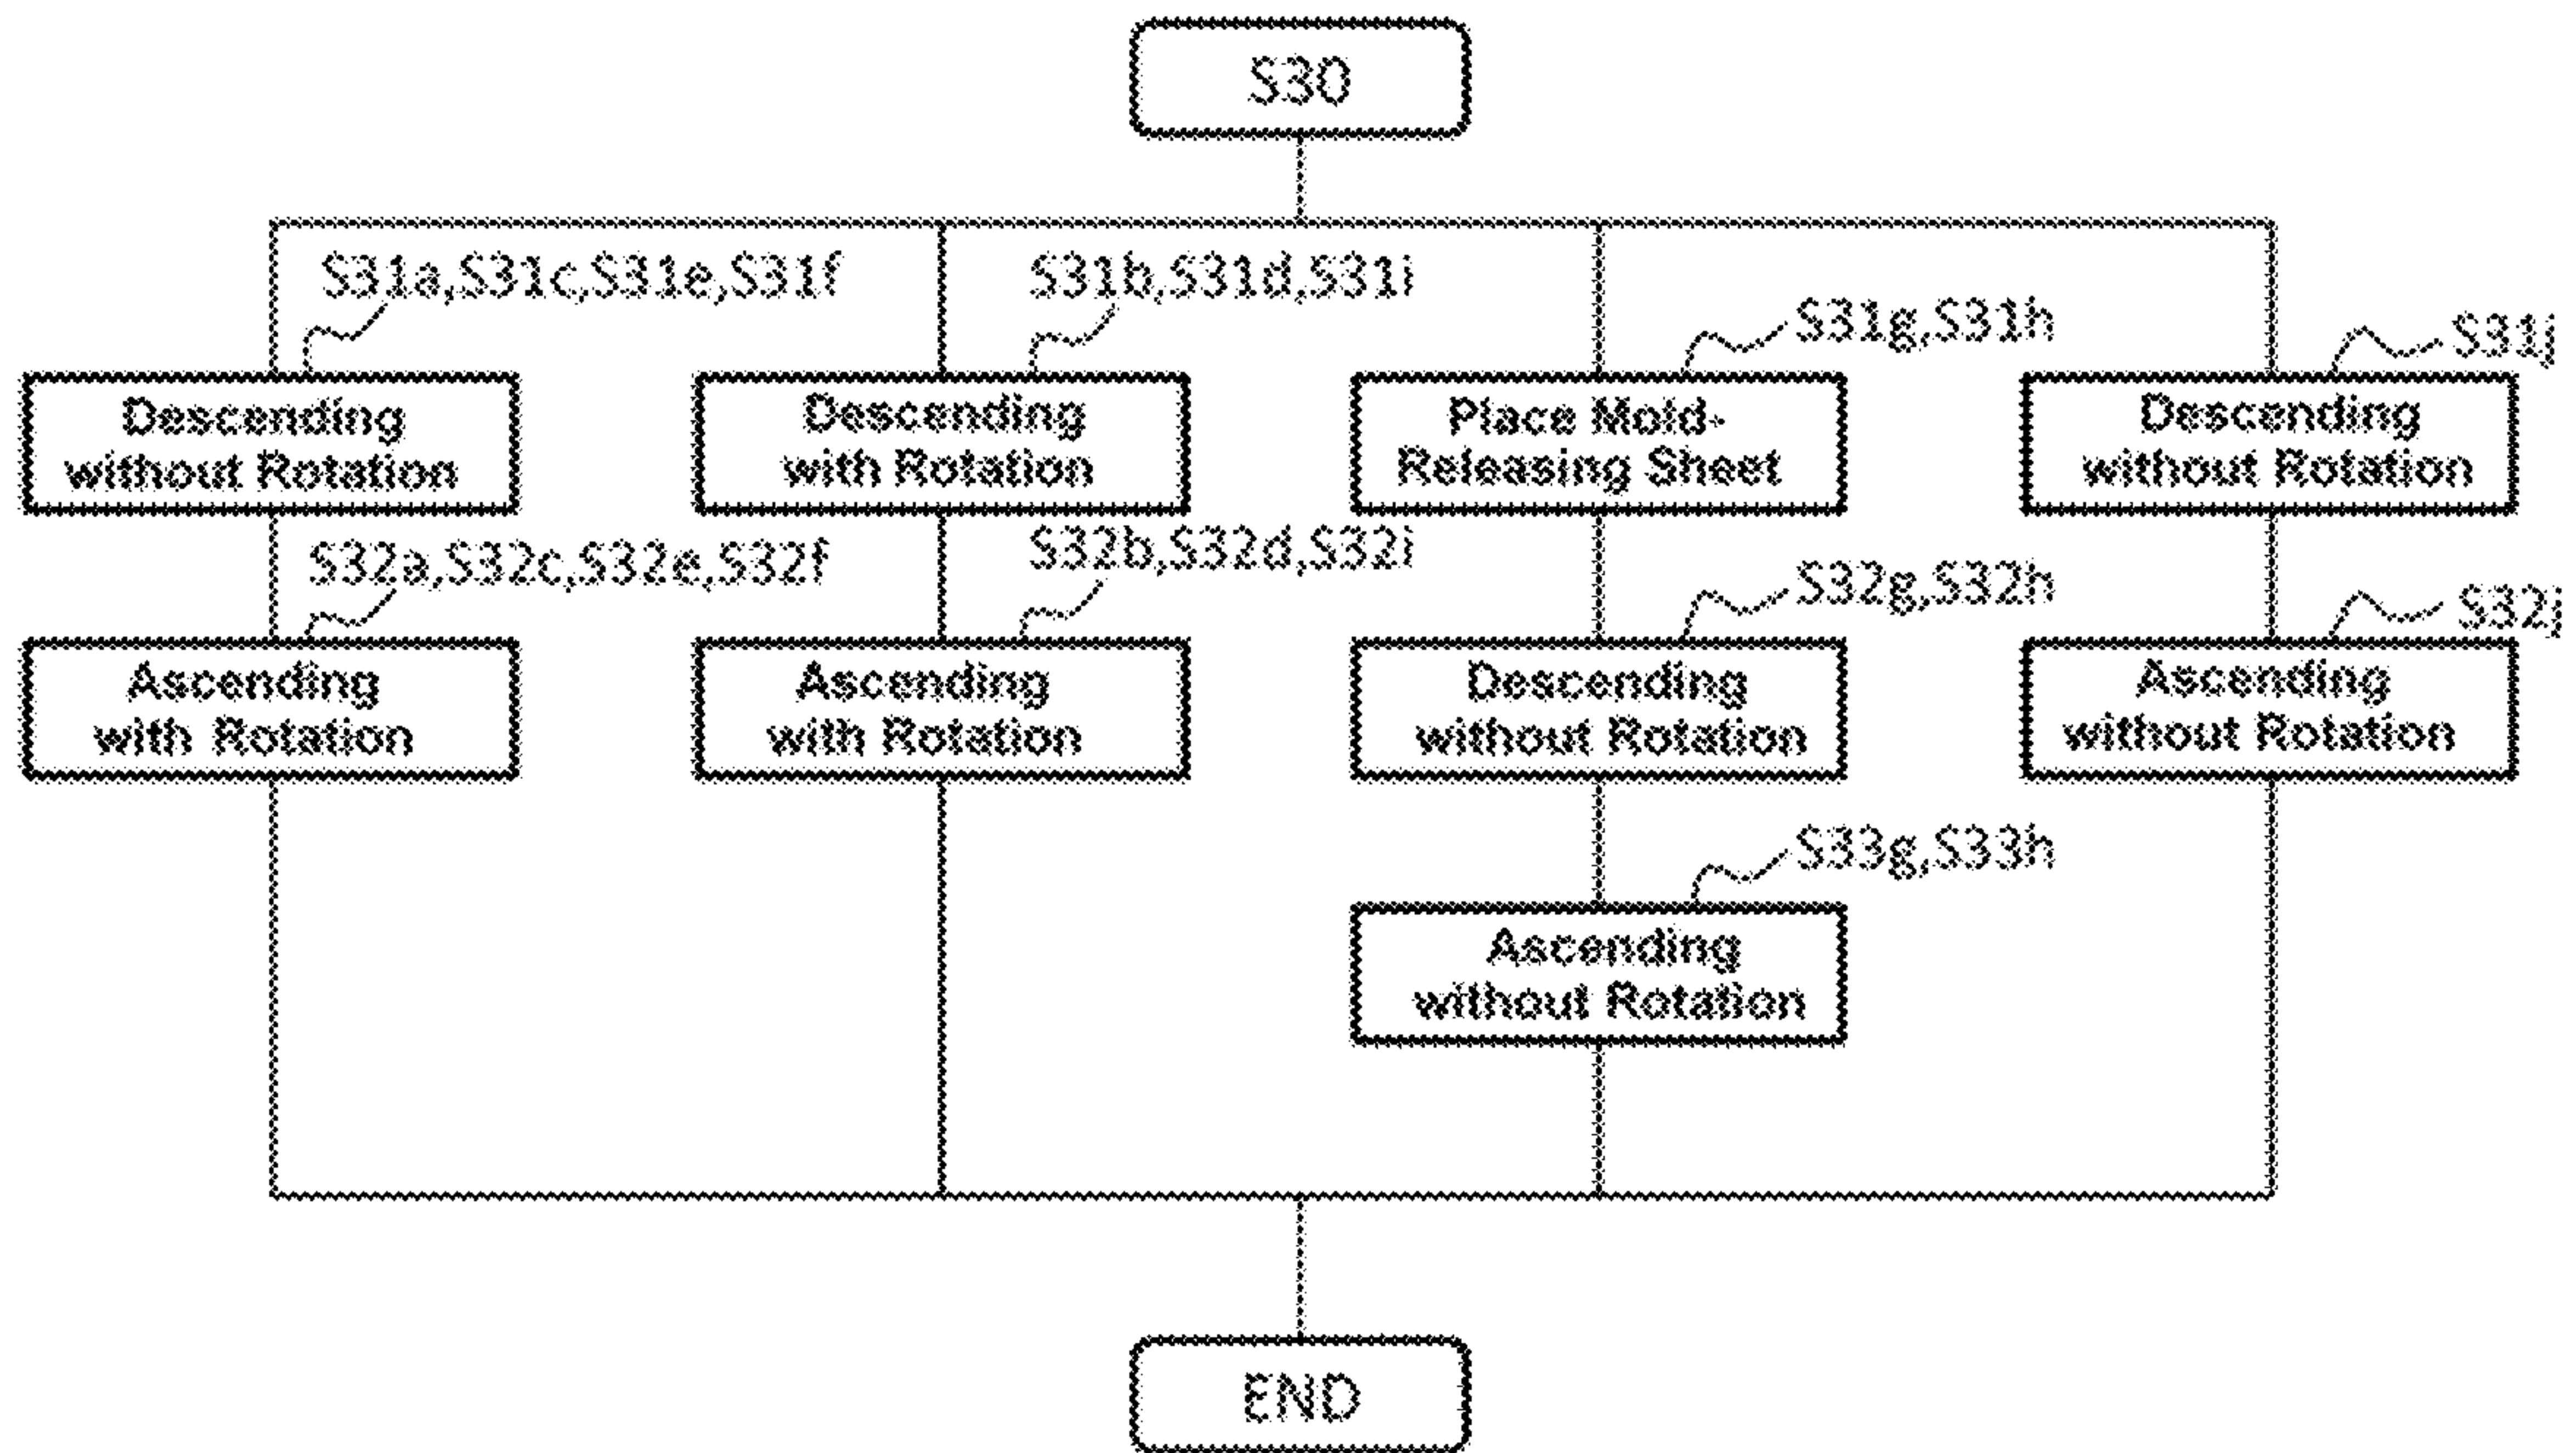 S30
S31a,S31c,S31e,S31f
S31b,S31d,S31i
S31g,S31h
S31j
Descending
without Rotation
Descending
with Rotation
Place Mold-
Releasing Sheet
Descending
without Rotation
S32a,S32c,S32e,S32f
S32b,S32d,S32i
S32g,S32h
S32j
Ascending
with Rotation
Ascending
with Rotation
Descending
without Rotation
Ascending
without Rotation
S33g,S33h
Ascending
without Rotation
END